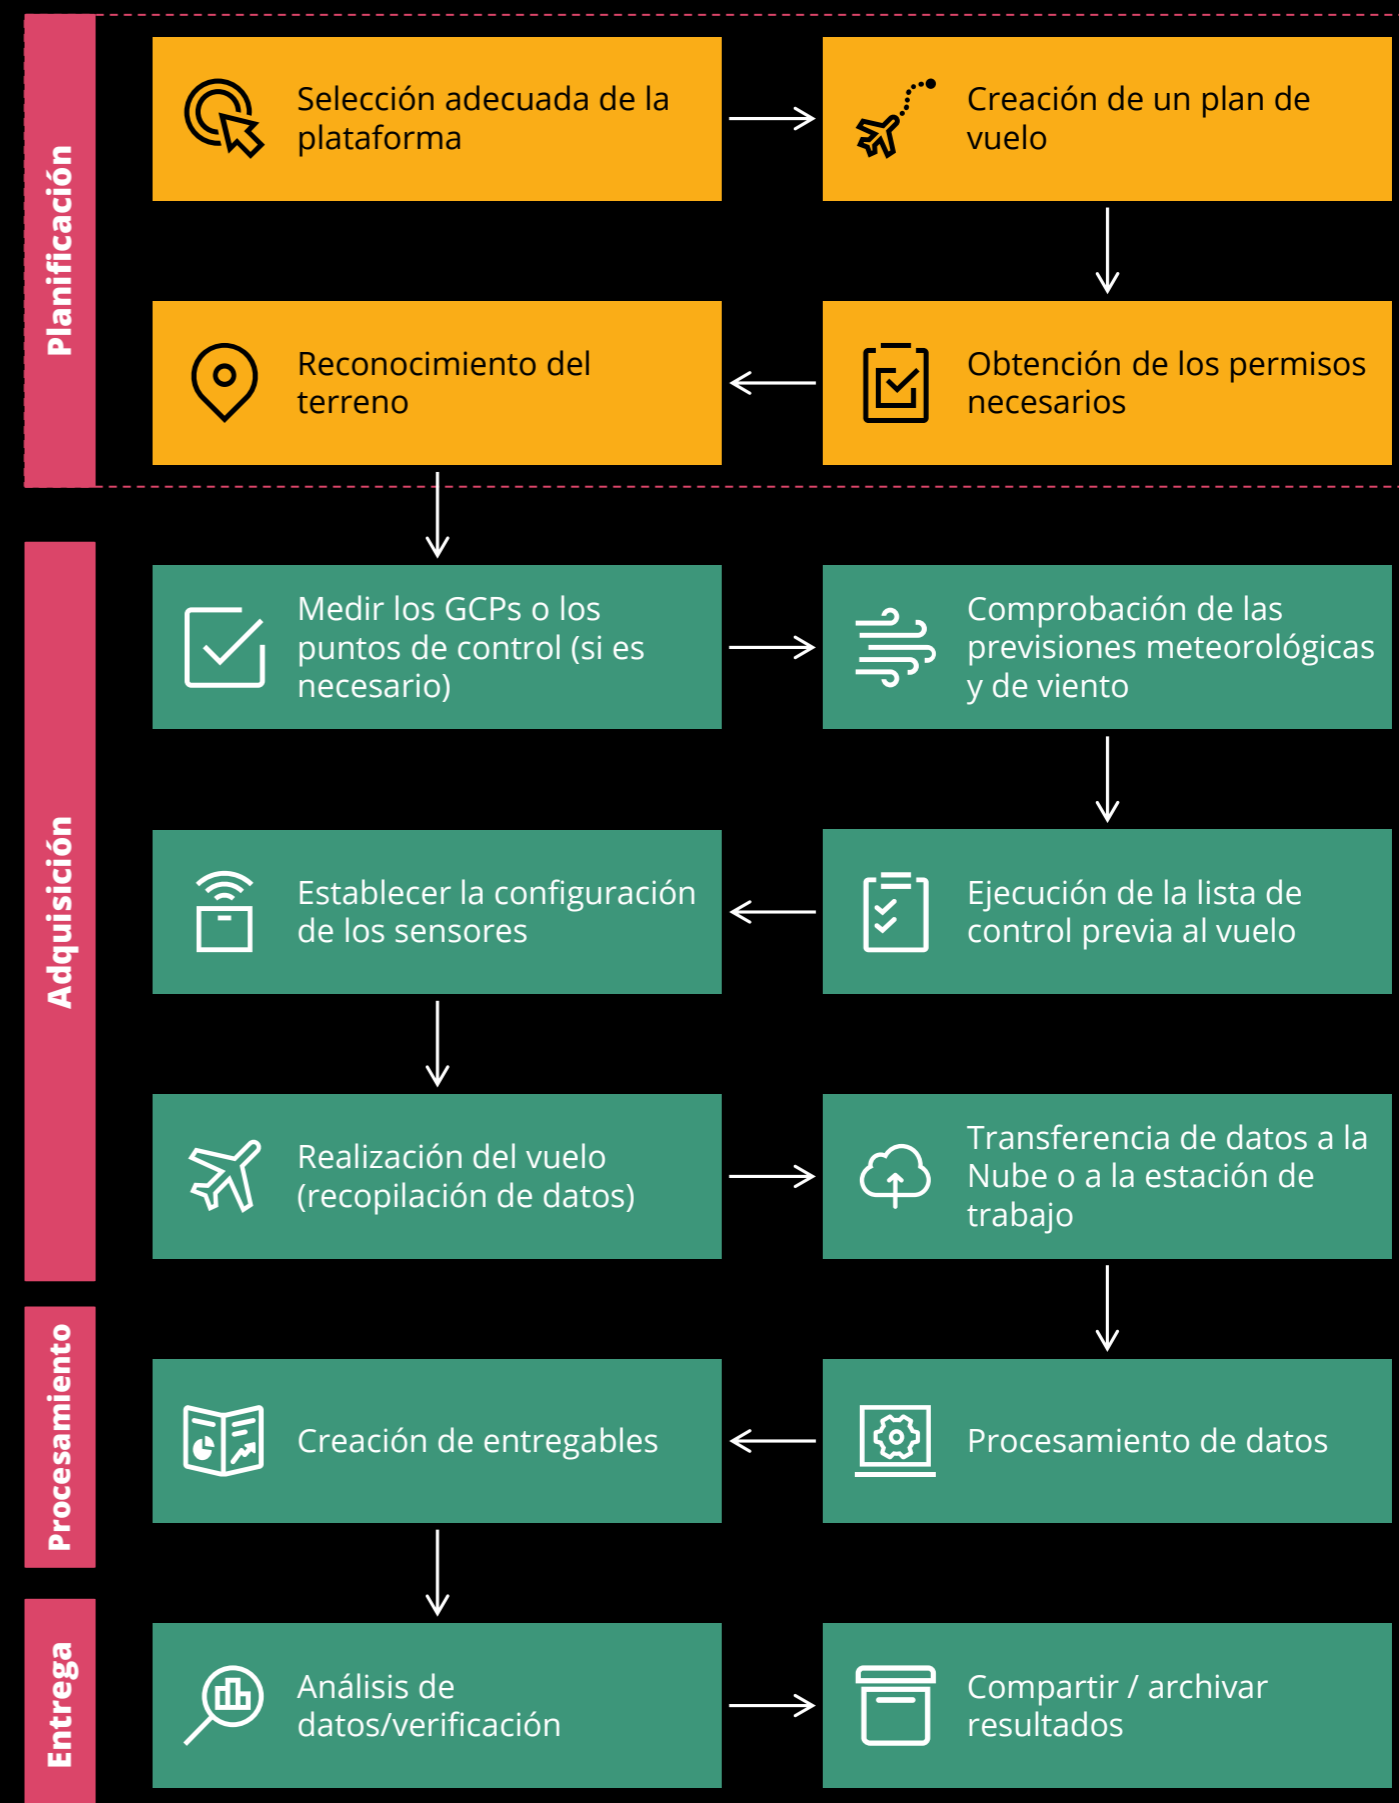 Planificación
Selección adecuada de la
plataforma
Creación de un plan de
vuelo
Reconocimiento del
terreno
Obtención de los permisos
necesarios
Adquisición
Medir los GCPs o los
puntos de control (si es
necesario)
Comprobación de las
previsiones meteorológicas
y de viento
Establecer la configuración
de los sensores
Ejecución de la lista de
control previa al vuelo
Realización del vuelo
(recopilación de datos)
Transferencia de datos a la
Nube o a la estación de
trabajo
Procesamiento
Creación de entregables
Procesamiento de datos
Entrega
Análisis de
datos/verificación
Compartir / archivar
resultados